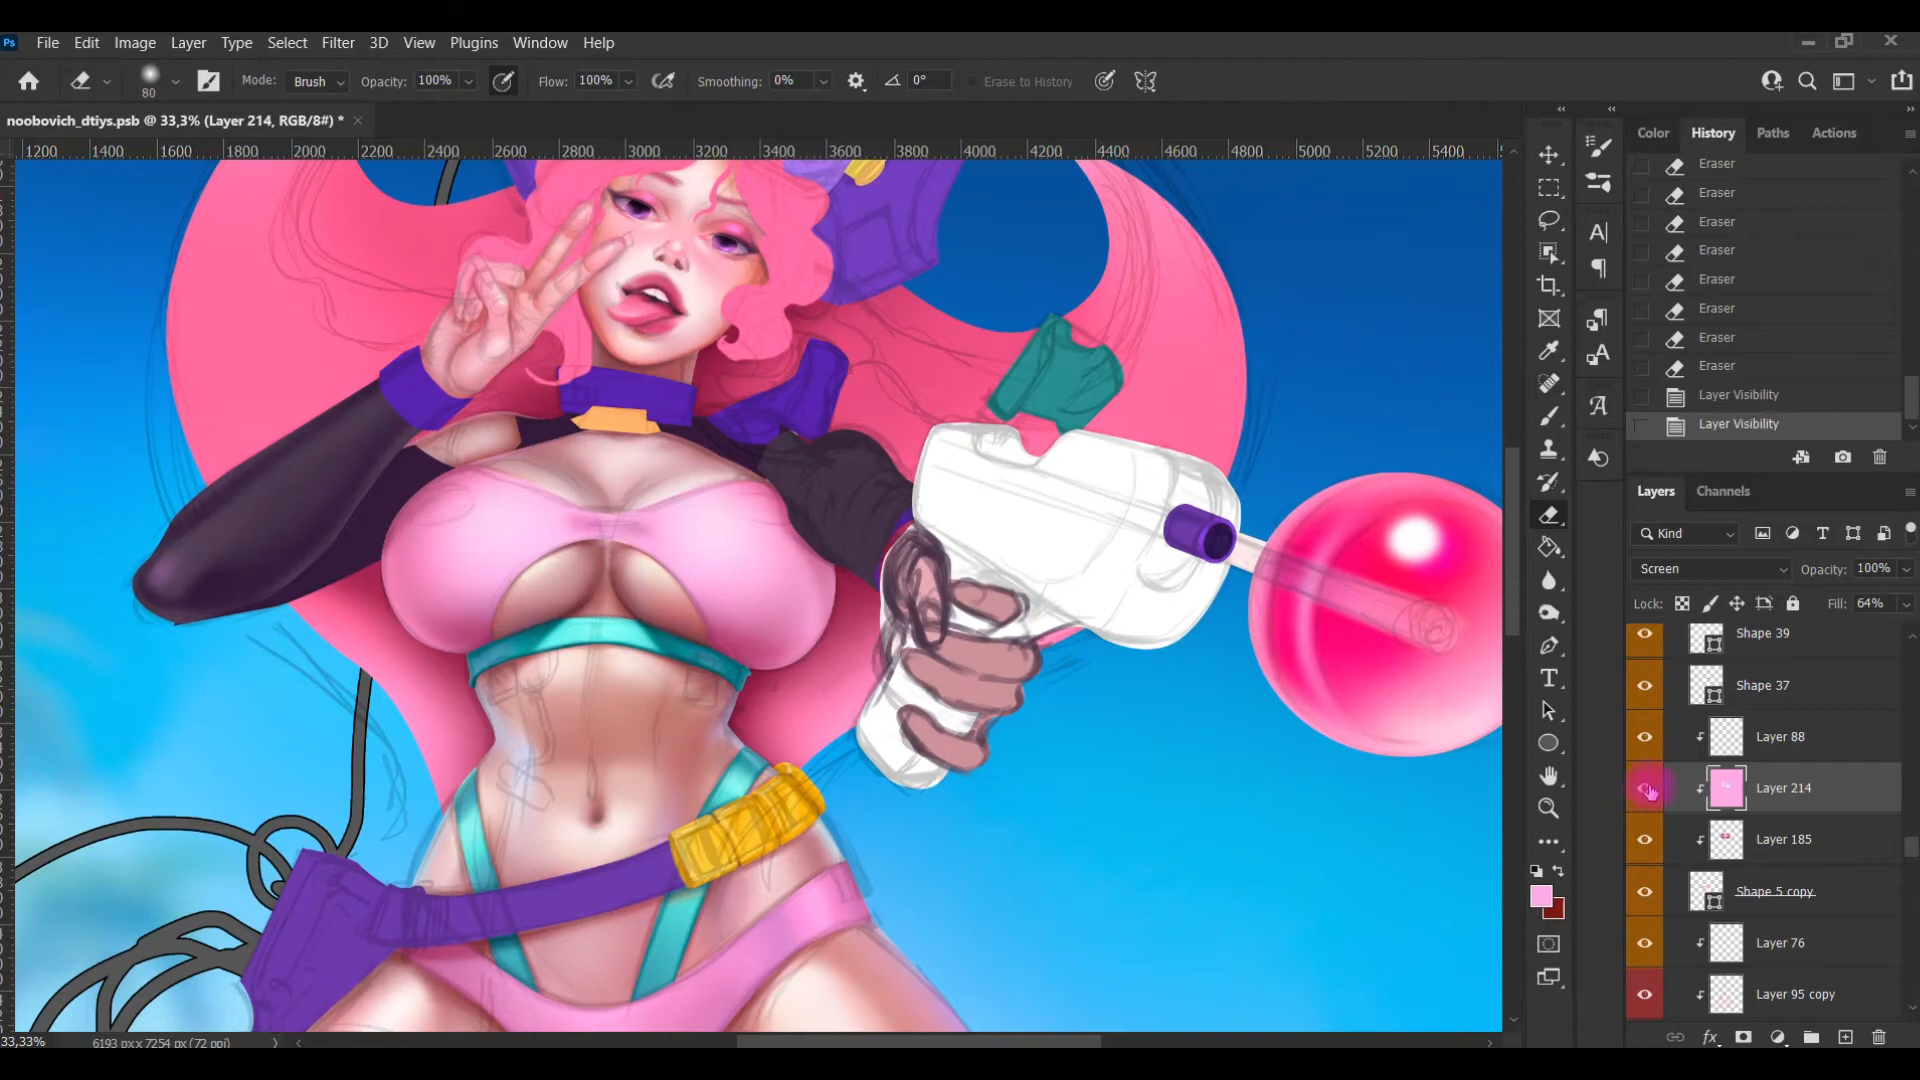 Ps File Edit Image Layer Type Select Filter 3D View Plugins Window Help
80 Mode: Brush Opacity: 100% Flow: 100% Smoothing: 0% 0° Erase to History
noobovich_dtiys.psb @ 33,3% (Layer 214, RGB/8#) * ×
1200 1400 1600 1800 2000 2200 2400 2600 2800 3000 3200 3400 3600 3800 4000 4200 4400 4600 4800 5000 5200 5400
Color History Paths Actions
Eraser
Eraser
Eraser
Eraser
Eraser
Eraser
Eraser
Eraser
Layer Visibility
Layer Visibility
Layers Channels
Kind
Screen Opacity: 100%
Lock: Fill: 64%
Shape 39
Shape 37
Layer 88
Layer 214
Layer 185
Shape 5 copy
Layer 76
Layer 95 copy
fx
33,33% 6193 px x 7254 px (72 ppi)